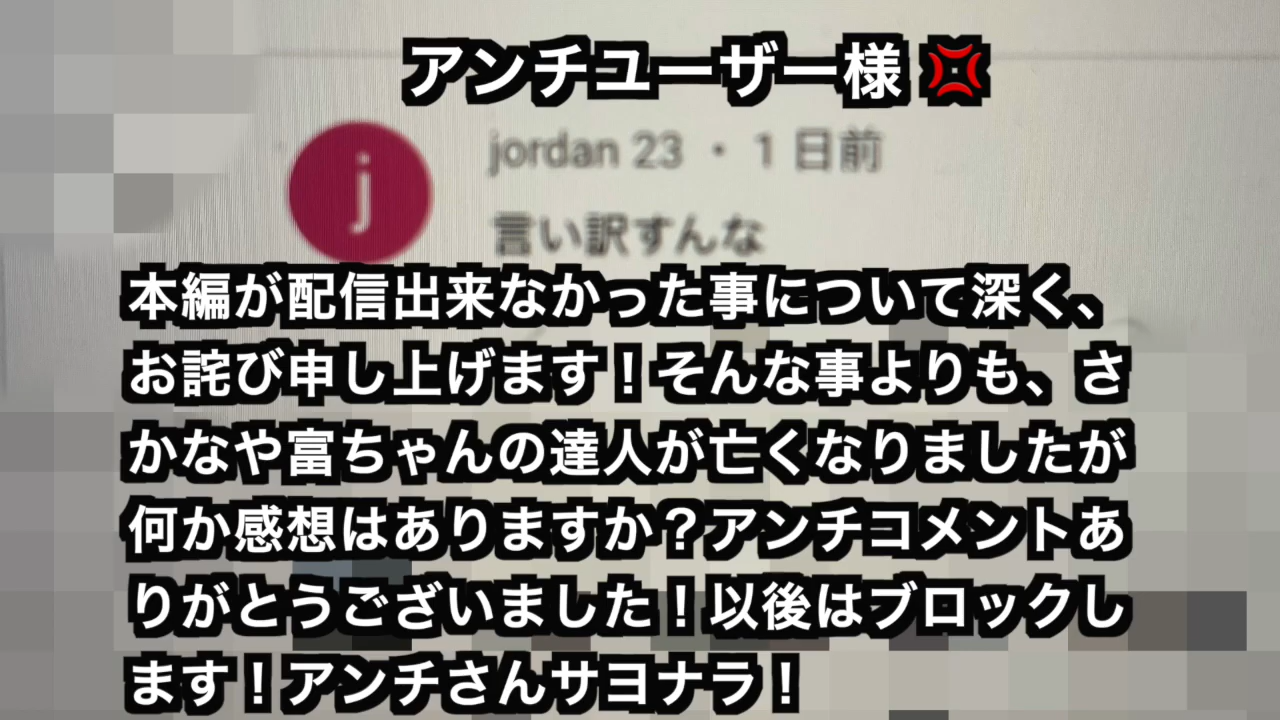 アンチユーザー様💢
j
jordan 23 ・ 1 日前
言い訳すんな
本編が配信出来なかった事について深く、
お詫び申し上げます！そんな事よりも、さ
かなや富ちゃんの達人が亡くなりましたが
何か感想はありますか？アンチコメントあ
りがとうございました！以後はブロックし
ます！アンチさんサヨナラ！